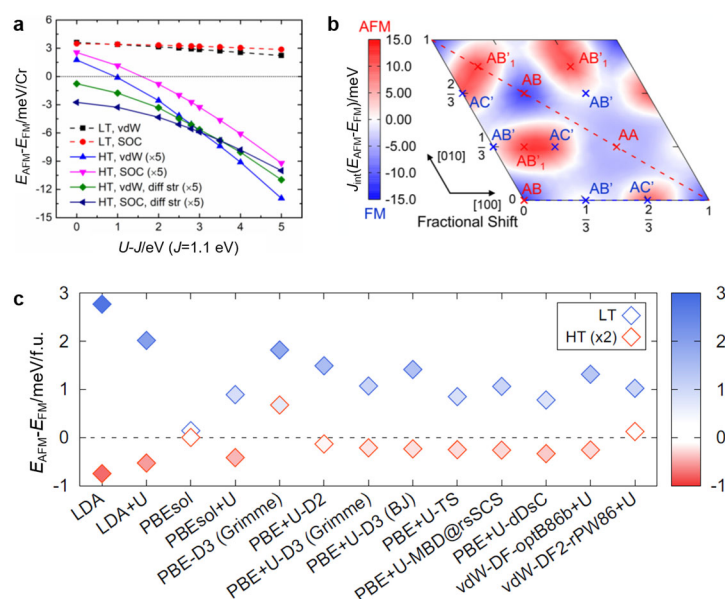 a
E_AFM-E_FM/meV/Cr
6
3
0
-3
-6
-9
-12
-15
LT, vdW
LT, SOC
HT, vdW (×5)
HT, SOC (×5)
HT, vdW, diff str (×5)
HT, SOC, diff str (×5)
0 1 2 3 4 5
U-J/eV (J=1.1 eV)
b
AFM
15.0
10.0
5.0
0.0
-5.0
-10.0
-15.0
FM
J_int(E_AFM-E_FM)/meV
1
AB'₁ AB'₁
2/3 AC' AB AB'
1/3 AB' AC' AA
AB'₁
[010]
[100]
AB AB' AC'
0
0 1/3 2/3 1
Fractional Shift
c
E_AFM-E_FM/meV/f.u.
3
2
1
0
-1
LT
HT (x2)
3
2
1
0
-1
LDA
LDA+U
PBEsol
PBEsol+U
PBE-D3 (Grimme)
PBE+U-D2
PBE+U-D3 (Grimme)
PBE+U-D3 (BJ)
PBE+U-TS
PBE+U-MBD@rsSCS
PBE+U-dDsC
vdW-DF-optB86b+U
vdW-DF2-rPW86+U